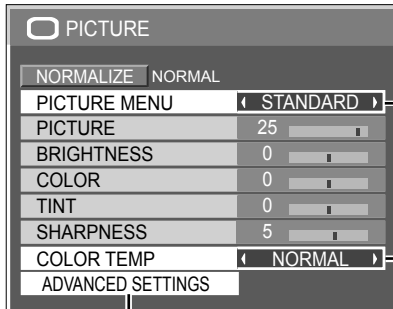 PICTURE
NORMALIZE NORMAL
PICTURE MENU STANDARD
PICTURE 25
BRIGHTNESS 0
COLOR 0
TINT 0
SHARPNESS 5
COLOR TEMP NORMAL
ADVANCED SETTINGS